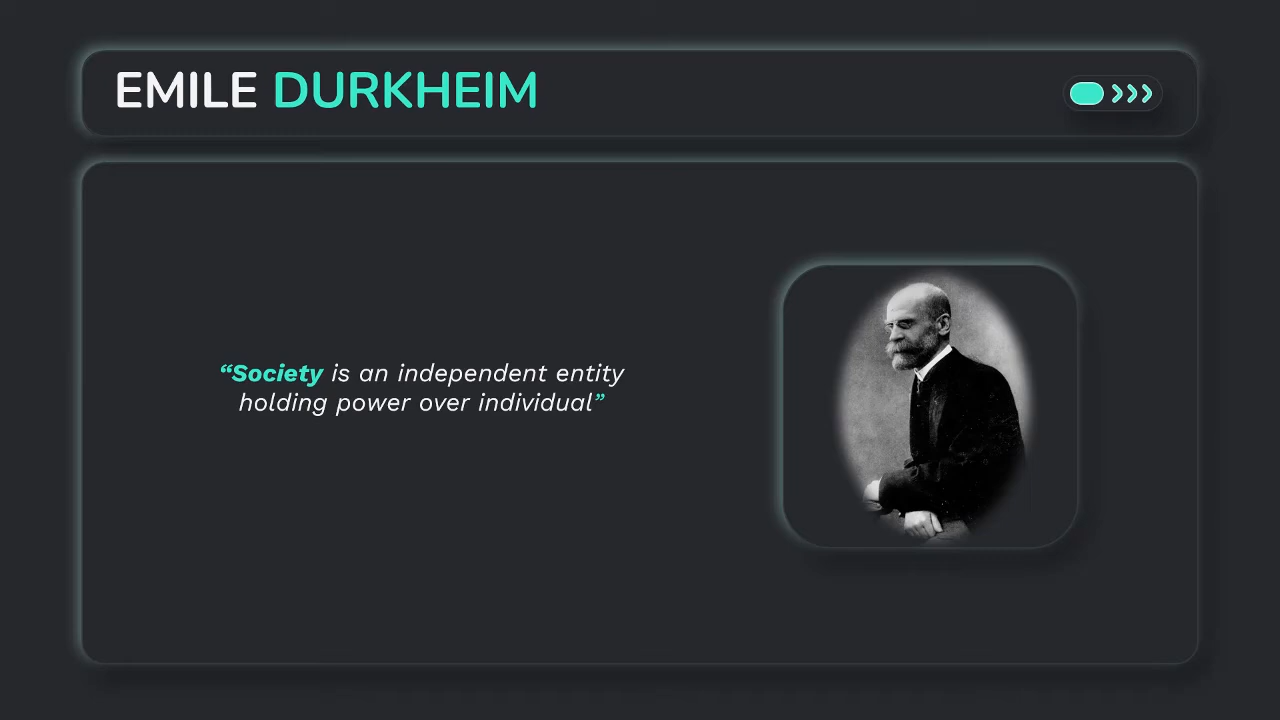 EMILE DURKHEIM
“Society is an independent entity
holding power over individual”